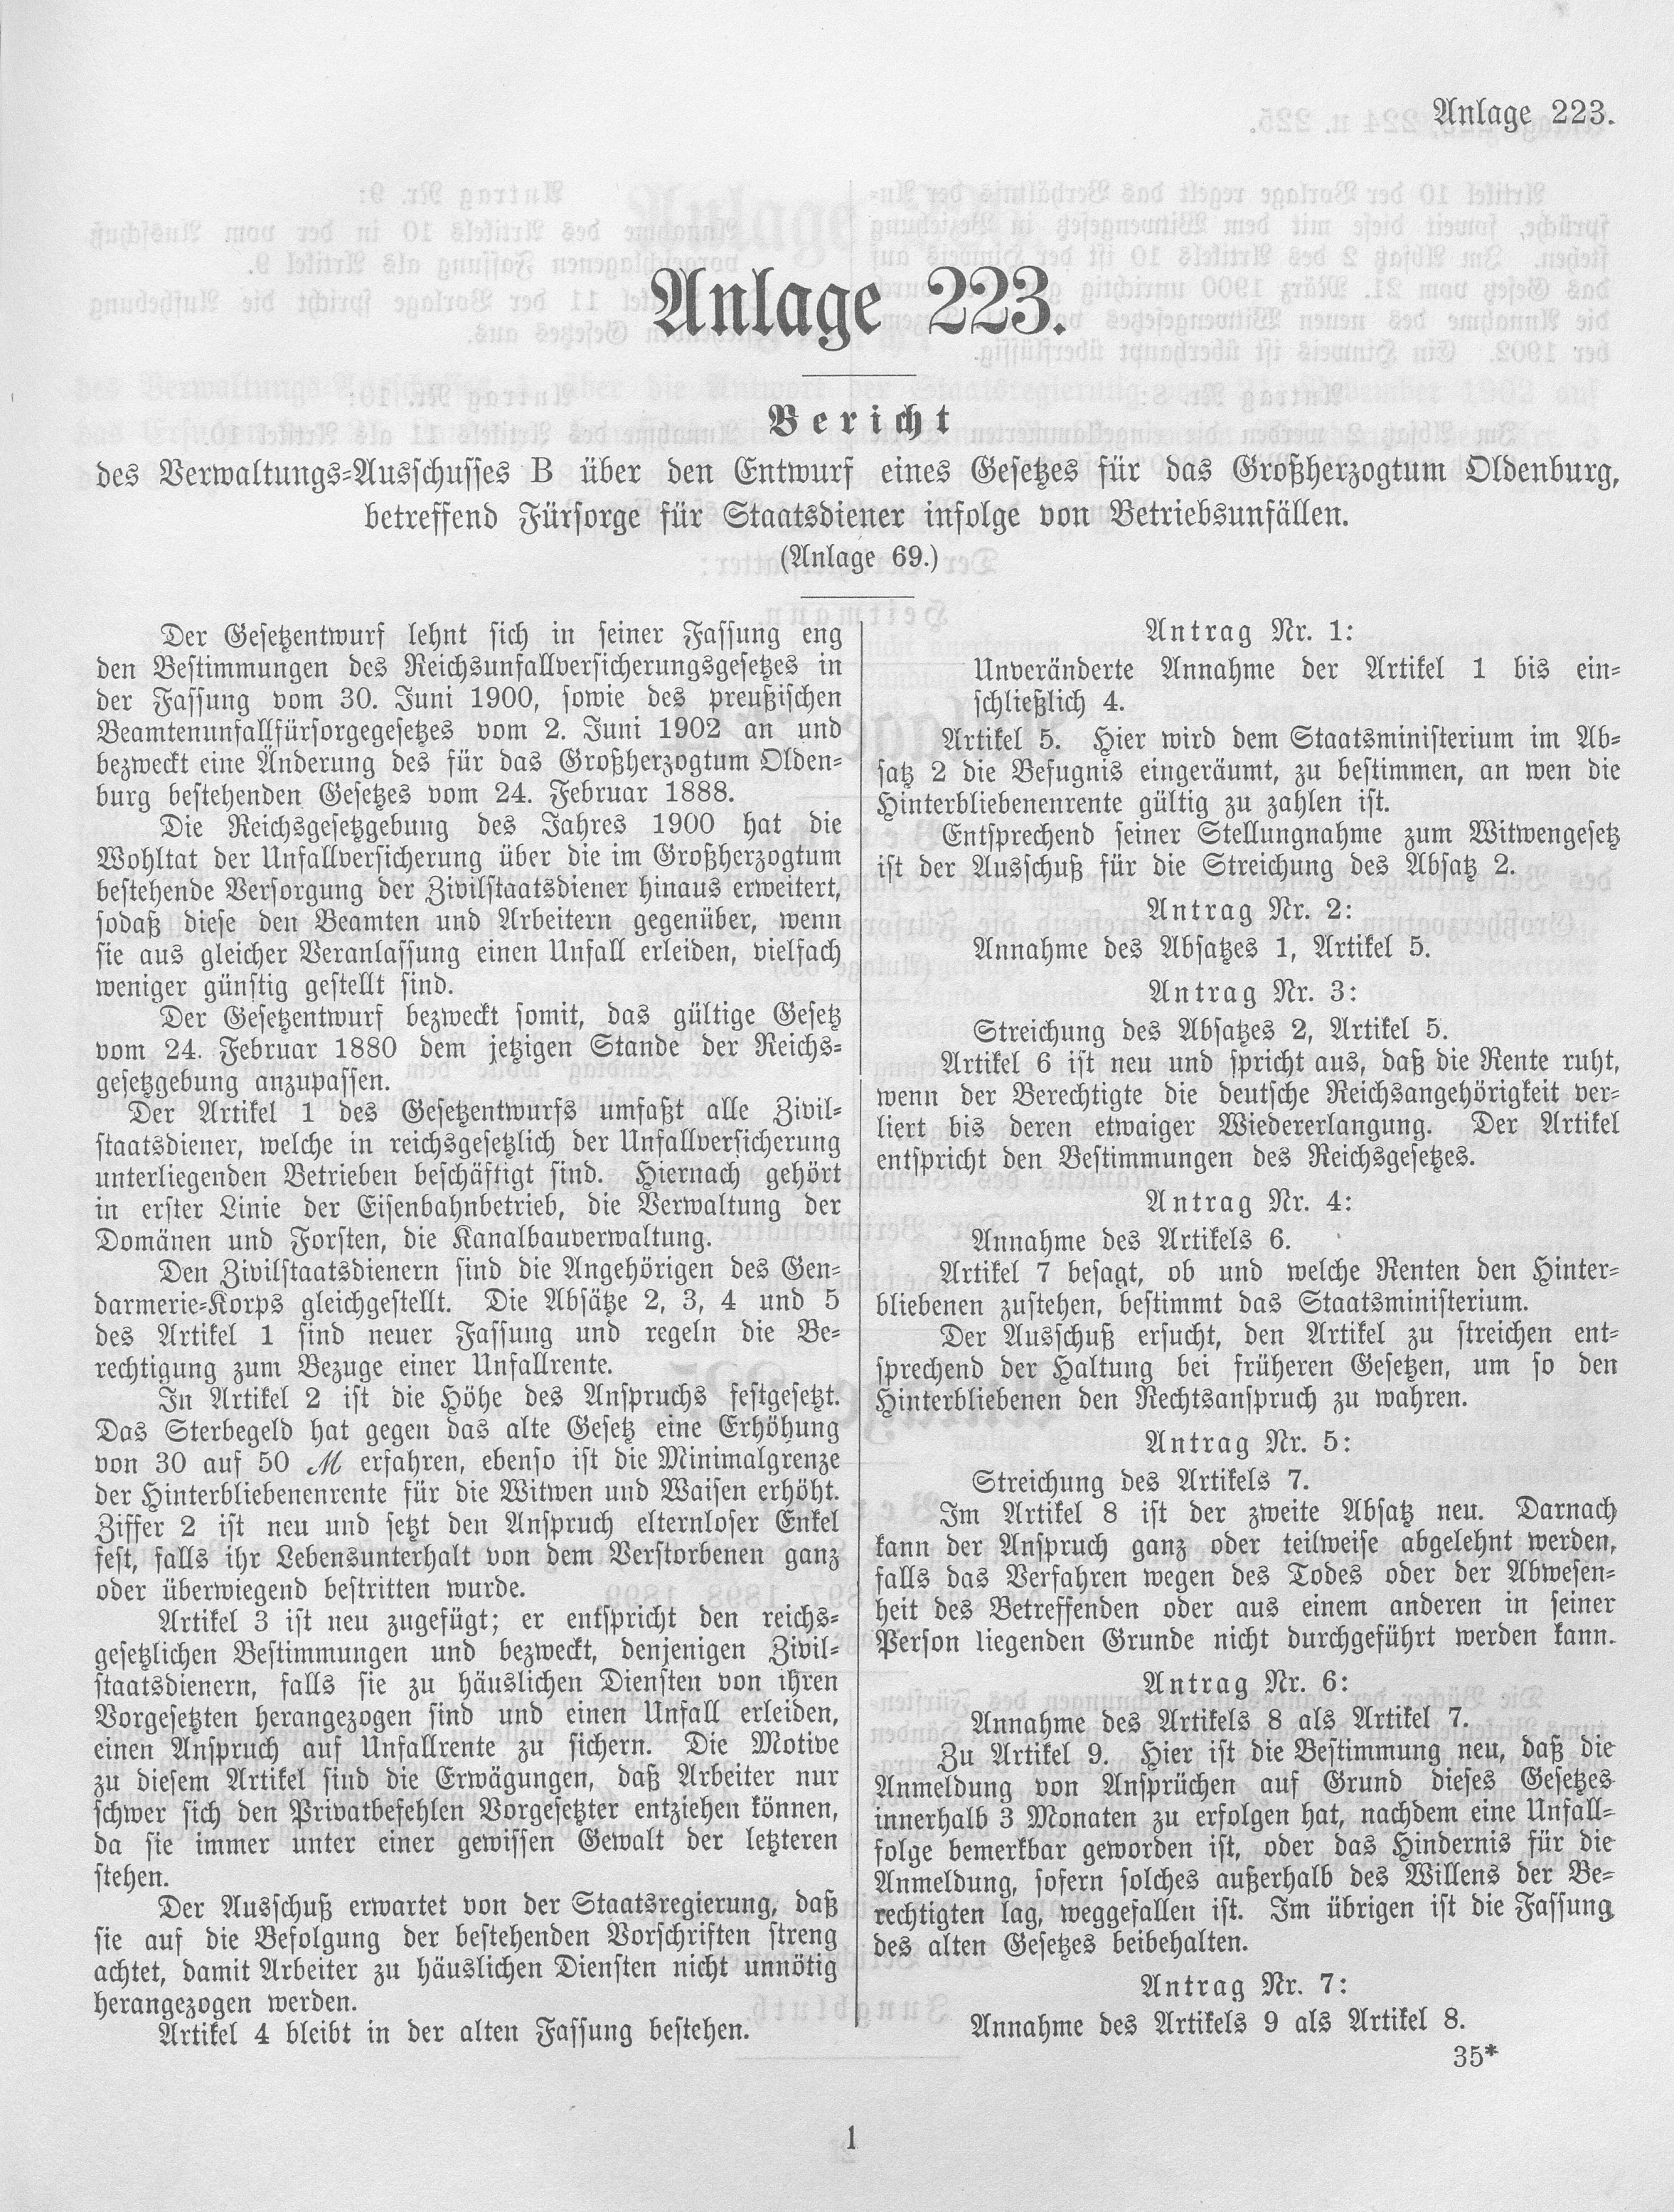 Anlage 223.
Anlage 223.
Bericht
des Verwaltungs-Ausschusses B über den Entwurf eines Gesetzes für das Großherzogtum Oldenburg,
betreffend Fürsorge für Staatsdiener infolge von Betriebsunfällen.
(Anlage 69.)
Der Gesetzentwurf lehnt sich in seiner Fassung eng
den Bestimmungen des Reichsunfallversicherungsgesetzes in
der Fassung vom 30. Juni 1900, sowie des preußischen
Beamtenunfallfürsorgegesetzes vom 2. Juni 1902 an und
bezweckt eine Änderung des für das Großherzogtum Olden-
burg bestehenden Gesetzes vom 24. Februar 1888.
Die Reichsgesetzgebung des Jahres 1900 hat die
Wohltat der Unfallversicherung über die im Großherzogtum
bestehende Versorgung der Zivilstaatsdiener hinaus erweitert,
sodaß diese den Beamten und Arbeitern gegenüber, wenn
sie aus gleicher Veranlassung einen Unfall erleiden, vielfach
weniger günstig gestellt sind.
Der Gesetzentwurf bezweckt somit, das gültige Gesetz
vom 24. Februar 1880 dem jetzigen Stande der Reichs-
gesetzgebung anzupassen.
Der Artikel 1 des Gesetzentwurfs umfaßt alle Zivil-
staatsdiener, welche in reichsgesetzlich der Unfallversicherung
unterliegenden Betrieben beschäftigt sind. Hiernach gehört
in erster Linie der Eisenbahnbetrieb, die Verwaltung der
Domänen und Forsten, die Kanalbauverwaltung.
Den Zivilstaatsdienern sind die Angehörigen des Gen-
darmerie-Korps gleichgestellt. Die Absätze 2, 3, 4 und 5
des Artikel 1 sind neuer Fassung und regeln die Be-
rechtigung zum Bezuge einer Unfallrente.
In Artikel 2 ist die Höhe des Anspruchs festgesetzt.
Das Sterbegeld hat gegen das alte Gesetz eine Erhöhung
von 30 auf 50 ℳ erfahren, ebenso ist die Minimalgrenze
der Hinterbliebenenrente für die Witwen und Waisen erhöht.
Ziffer 2 ist neu und setzt den Anspruch elternloser Enkel
fest, falls ihr Lebensunterhalt von dem Verstorbenen ganz
oder überwiegend bestritten wurde.
Artikel 3 ist neu zugefügt; er entspricht den reichs-
gesetzlichen Bestimmungen und bezweckt, denjenigen Zivil-
staatsdienern, falls sie zu häuslichen Diensten von ihren
Vorgesetzten herangezogen sind und einen Unfall erleiden,
einen Anspruch auf Unfallrente zu sichern. Die Motive
zu diesem Artikel sind die Erwägungen, daß Arbeiter nur
schwer sich den Privatbefehlen Vorgesetzter entziehen können,
da sie immer unter einer gewissen Gewalt der letzteren
stehen.
Der Ausschuß erwartet von der Staatsregierung, daß
sie auf die Befolgung der bestehenden Vorschriften streng
achtet, damit Arbeiter zu häuslichen Diensten nicht unnötig
herangezogen werden.
Artikel 4 bleibt in der alten Fassung bestehen.
Antrag Nr. 1:
Unveränderte Annahme der Artikel 1 bis ein-
schließlich 4.
Artikel 5. Hier wird dem Staatsministerium im Ab-
satz 2 die Befugnis eingeräumt, zu bestimmen, an wen die
Hinterbliebenenrente gültig zu zahlen ist.
Entsprechend seiner Stellungnahme zum Witwengesetz
ist der Ausschuß für die Streichung des Absatz 2.
Antrag Nr. 2:
Annahme des Absatzes 1, Artikel 5.
Antrag Nr. 3:
Streichung des Absatzes 2, Artikel 5.
Artikel 6 ist neu und spricht aus, daß die Rente ruht,
wenn der Berechtigte die deutsche Reichsangehörigkeit ver-
liert bis deren etwaiger Wiedererlangung. Der Artikel
entspricht den Bestimmungen des Reichsgesetzes.
Antrag Nr. 4:
Annahme des Artikels 6.
Artikel 7 besagt, ob und welche Renten den Hinter-
bliebenen zustehen, bestimmt das Staatsministerium.
Der Ausschuß ersucht, den Artikel zu streichen ent-
sprechend der Haltung bei früheren Gesetzen, um so den
Hinterbliebenen den Rechtsanspruch zu wahren.
Antrag Nr. 5:
Streichung des Artikels 7.
Im Artikel 8 ist der zweite Absatz neu. Darnach
kann der Anspruch ganz oder teilweise abgelehnt werden,
falls das Verfahren wegen des Todes oder der Abwesen-
heit des Betreffenden oder aus einem anderen in seiner
Person liegenden Grunde nicht durchgeführt werden kann.
Antrag Nr. 6:
Annahme des Artikels 8 als Artikel 7.
Zu Artikel 9. Hier ist die Bestimmung neu, daß die
Anmeldung von Ansprüchen auf Grund dieses Gesetzes
innerhalb 3 Monaten zu erfolgen hat, nachdem eine Unfall-
folge bemerkbar geworden ist, oder das Hindernis für die
Anmeldung, sofern solches außerhalb des Willens der Be-
rechtigten lag, weggefallen ist. Im übrigen ist die Fassung
des alten Gesetzes beibehalten.
Antrag Nr. 7:
Annahme des Artikels 9 als Artikel 8.
35*
1